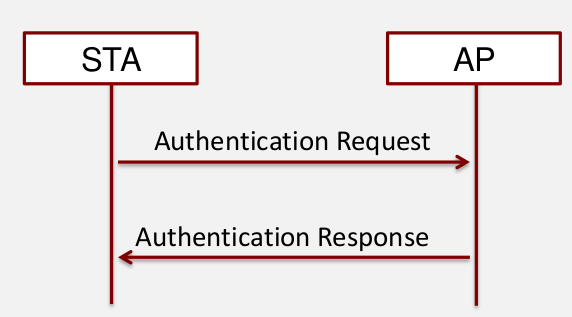 STA
AP
Authentication Request
Authentication Response